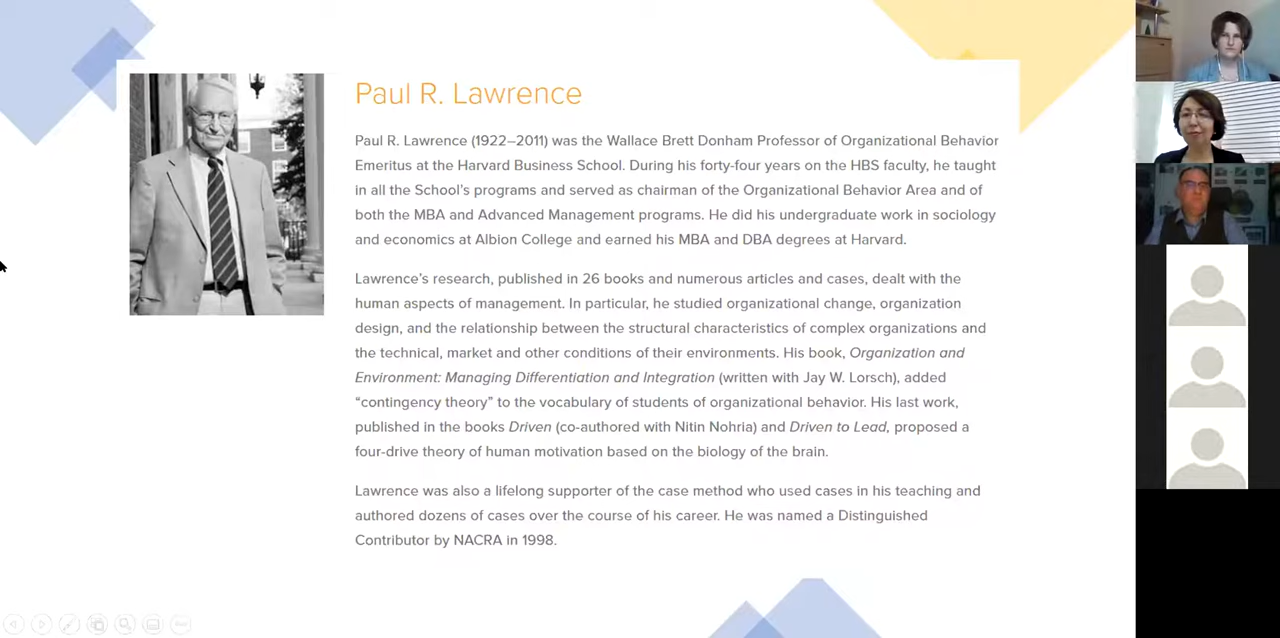 Paul R. Lawrence
Paul R. Lawrence (1922–2011) was the Wallace Brett Donham Professor of Organizational Behavior
Emeritus at the Harvard Business School. During his forty-four years on the HBS faculty, he taught
in all the School's programs and served as chairman of the Organizational Behavior Area and of
both the MBA and Advanced Management programs. He did his undergraduate work in sociology
and economics at Albion College and earned his MBA and DBA degrees at Harvard.
Lawrence's research, published in 26 books and numerous articles and cases, dealt with the
human aspects of management. In particular, he studied organizational change, organization
design, and the relationship between the structural characteristics of complex organizations and
the technical, market and other conditions of their environments. His book, Organization and
Environment: Managing Differentiation and Integration (written with Jay W. Lorsch), added
“contingency theory” to the vocabulary of students of organizational behavior. His last work,
published in the books Driven (co-authored with Nitin Nohria) and Driven to Lead, proposed a
four-drive theory of human motivation based on the biology of the brain.
Lawrence was also a lifelong supporter of the case method who used cases in his teaching and
authored dozens of cases over the course of his career. He was named a Distinguished
Contributor by NACRA in 1998.